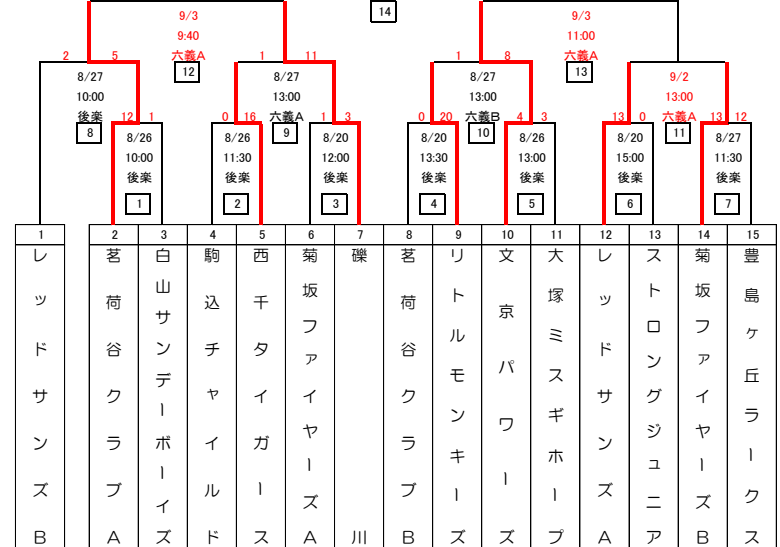 14
9/3
9:40
六義A
12
9/3
11:00
六義A
13
2 5
1 11
1 8
8/27
10:00
後楽
8
8/27
13:00
六義A
9
8/27
13:00
六義B
10
9/2
13:00
六義A
11
12 1
0 16
1 3
0 20
4 3
13 0
13 12
8/26
10:00
後楽
1
8/26
11:30
後楽
2
8/20
12:00
後楽
3
8/20
13:30
後楽
4
8/26
13:00
後楽
5
8/20
15:00
後楽
6
8/27
11:30
後楽
7
1
レッドサンズB
2
茗荷谷クラブA
3
白山サンデーボーイズ
4
駒込チャイルド
5
西千タイガース
6
菊坂ファイヤーズA
7
礫川
8
茗荷谷クラブB
9
リトルモンキーズ
10
文京パワーズ
11
大塚ミスギホープ
12
レッドサンズA
13
ストロングジュニア
14
菊坂ファイヤーズB
15
豊島ヶ丘ラークス